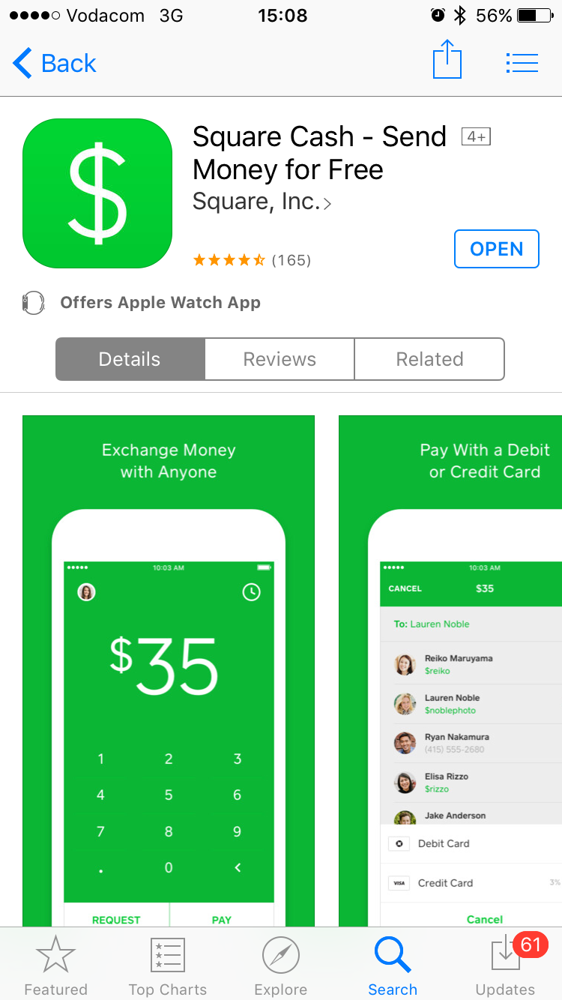 Vodacom 3G 15:08 56%
Back
Square Cash - Send 4+
Money for Free
Square, Inc.
(165)
OPEN
Offers Apple Watch App
Details Reviews Related
Exchange Money
with Anyone
10:03 AM
$35
1 2 3
4 5 6
7 8 9
. 0 <
REQUEST PAY
Pay With a Debit
or Credit Card
10:03 AM
CANCEL $35
To: Lauren Noble
Reiko Maruyama
$reiko
Lauren Noble
$noblephoto
Ryan Nakamura
(415) 555-2680
Elisa Rizzo
$rizzo
Jake Anderson
Debit Card
VISA Credit Card 3%
Cancel
Featured Top Charts Explore Search Updates 61